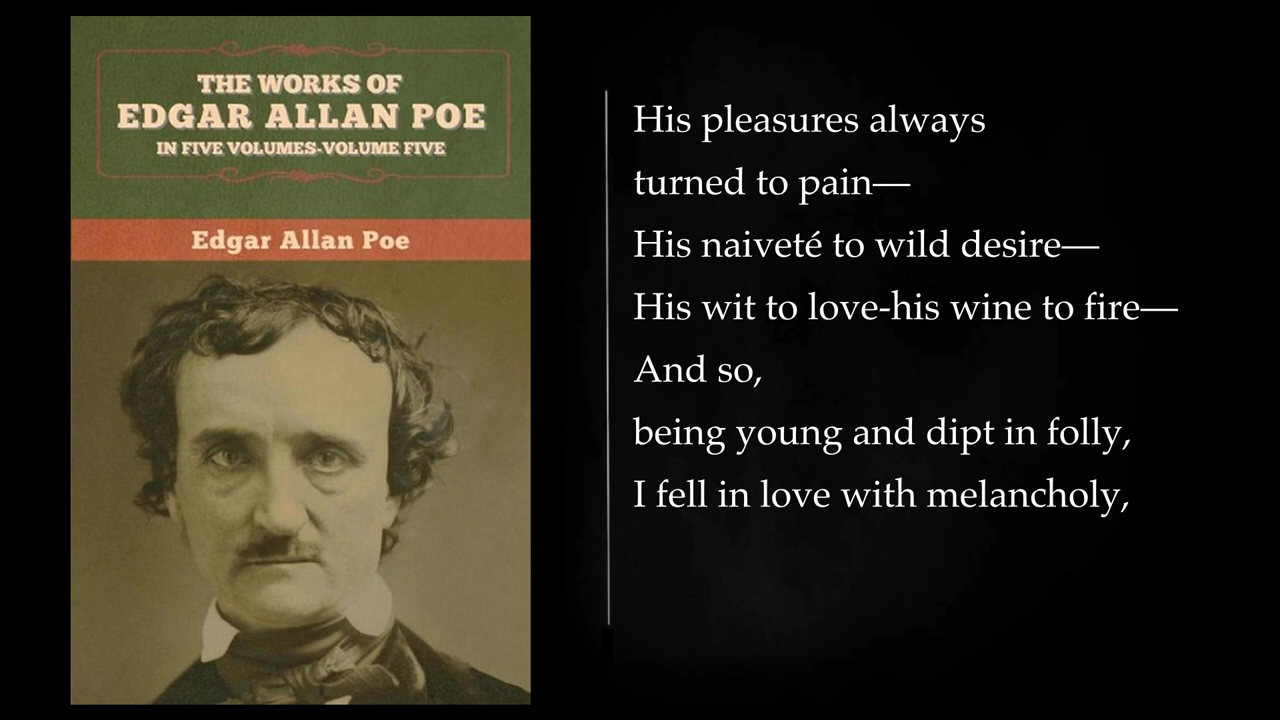 THE WORKS OF
EDGAR ALLAN POE
IN FIVE VOLUMES-VOLUME FIVE
Edgar Allan Poe
His pleasures always
turned to pain—
His naiveté to wild desire—
His wit to love-his wine to fire—
And so,
being young and dipt in folly,
I fell in love with melancholy,